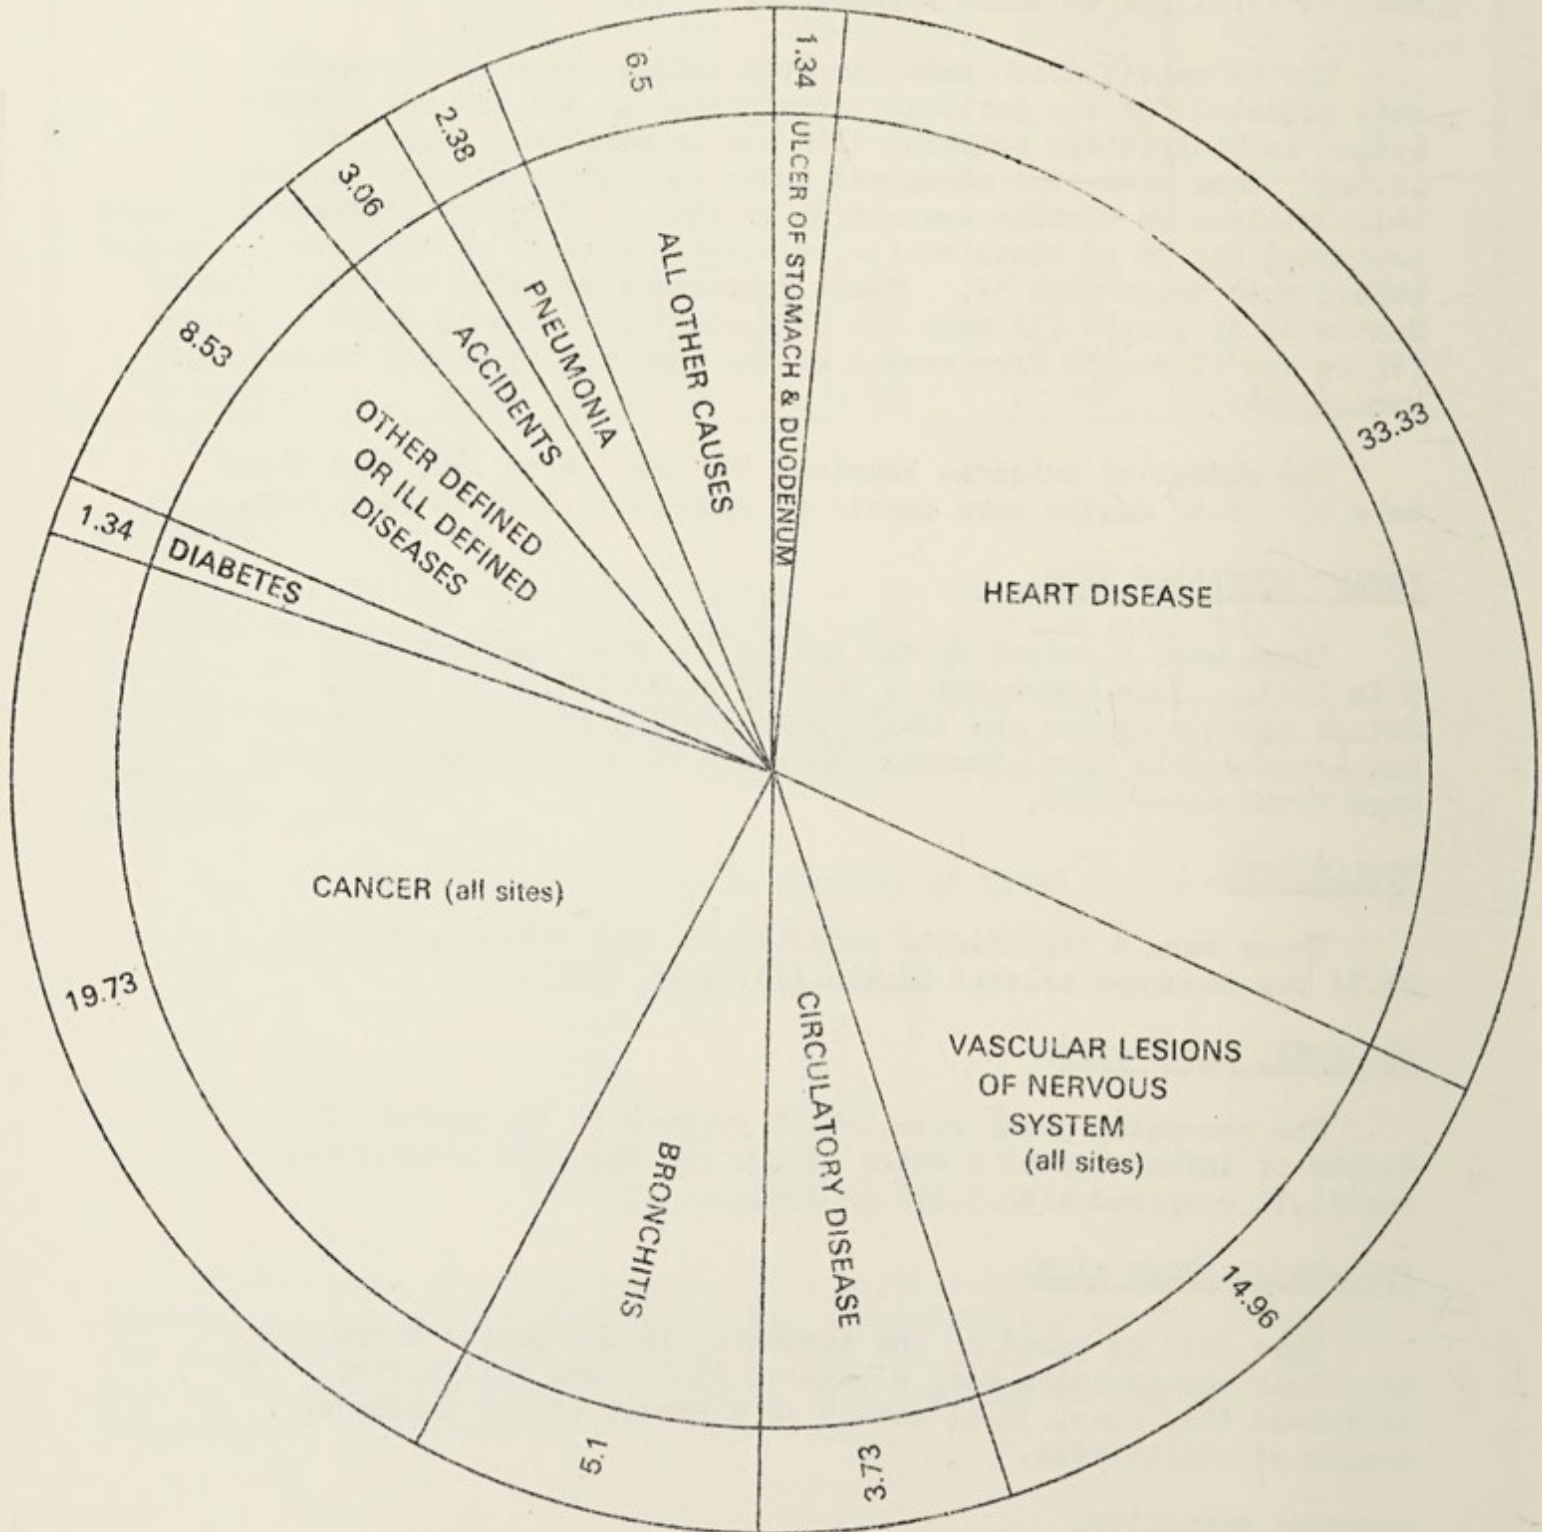 1.34
ULCER OF STOMACH & DUODENUM
33.33
HEART DISEASE
14.96
VASCULAR LESIONS
OF NERVOUS
SYSTEM
(all sites)
3.73
CIRCULATORY DISEASE
5.1
BRONCHITIS
19.73
CANCER (all sites)
1.34
DIABETES
8.53
OTHER DEFINED
OR ILL DEFINED
DISEASES
3.06
ACCIDENTS
2.38
PNEUMONIA
6.5
ALL OTHER CAUSES